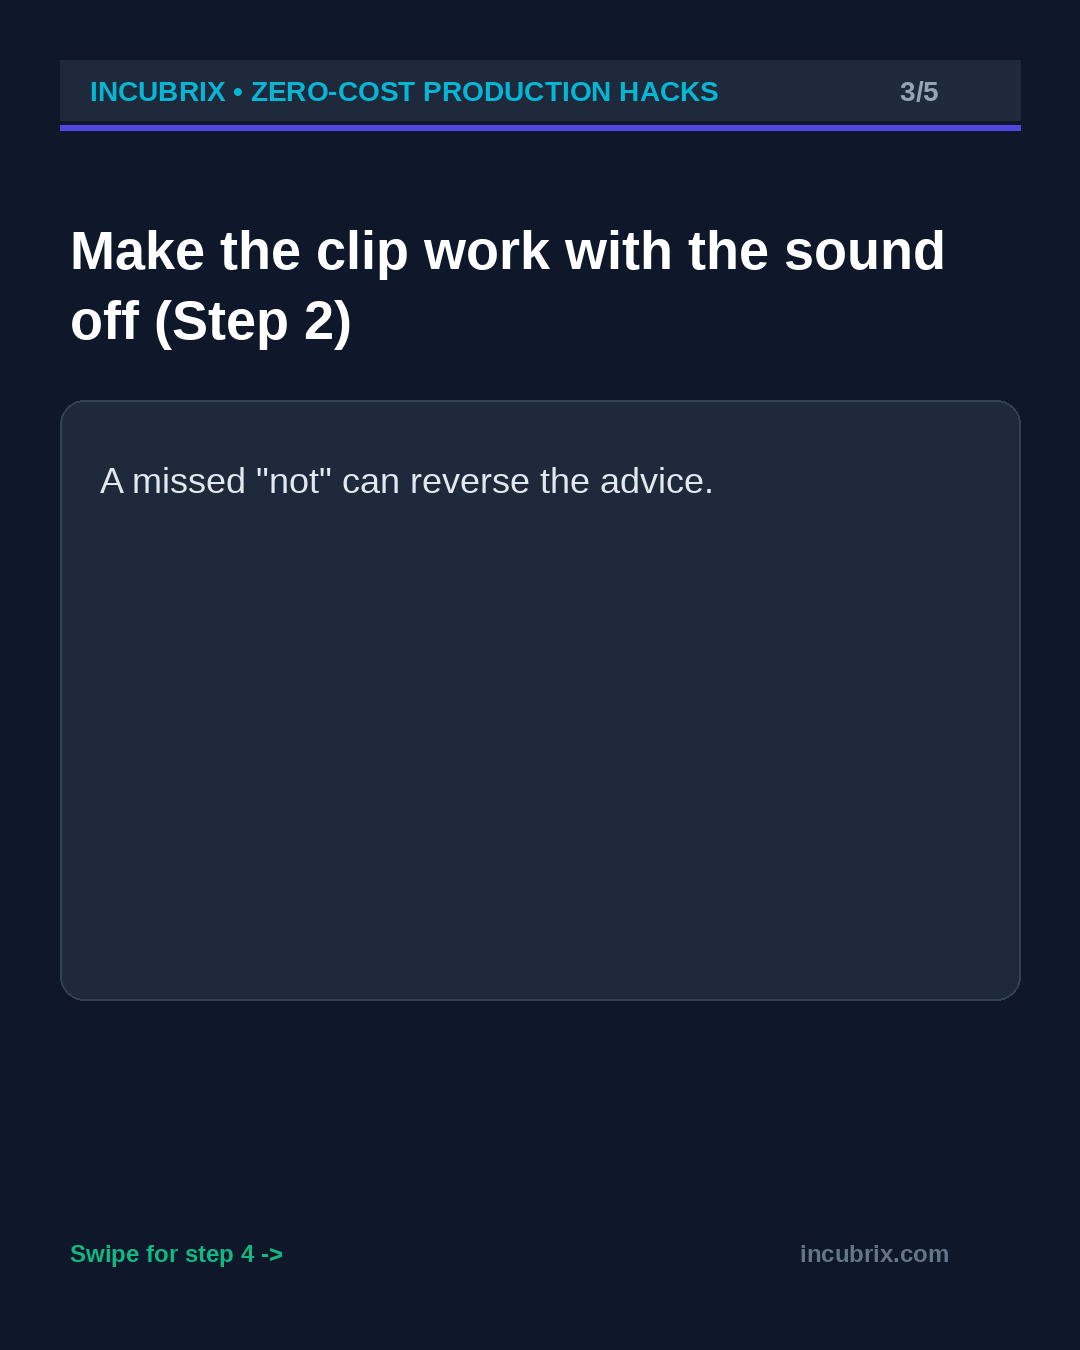 INCUBRIX • ZERO-COST PRODUCTION HACKS 3/5
Make the clip work with the sound
off (Step 2)
A missed "not" can reverse the advice.
Swipe for step 4 -> incubrix.com